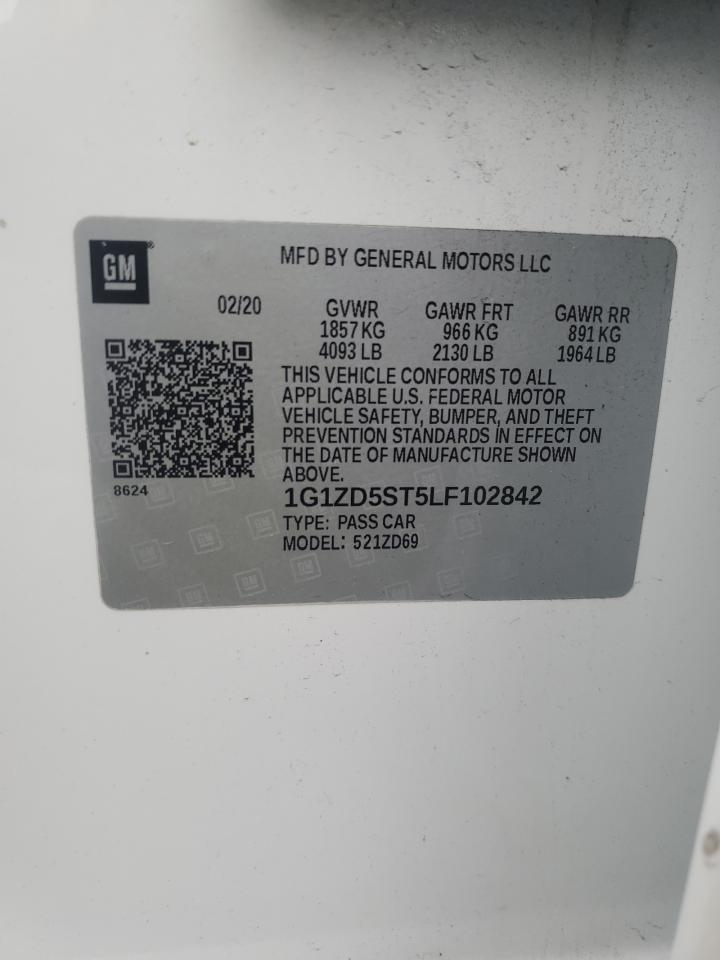 GM
MFD BY GENERAL MOTORS LLC
02/20 GVWR GAWR FRT GAWR RR
1857 KG 966 KG 891 KG
4093 LB 2130 LB 1964 LB
THIS VEHICLE CONFORMS TO ALL
APPLICABLE U.S. FEDERAL MOTOR
VEHICLE SAFETY, BUMPER, AND THEFT
PREVENTION STANDARDS IN EFFECT ON
THE DATE OF MANUFACTURE SHOWN
ABOVE.
8624
1G1ZD5ST5LF102842
TYPE: PASS CAR
MODEL: 521ZD69